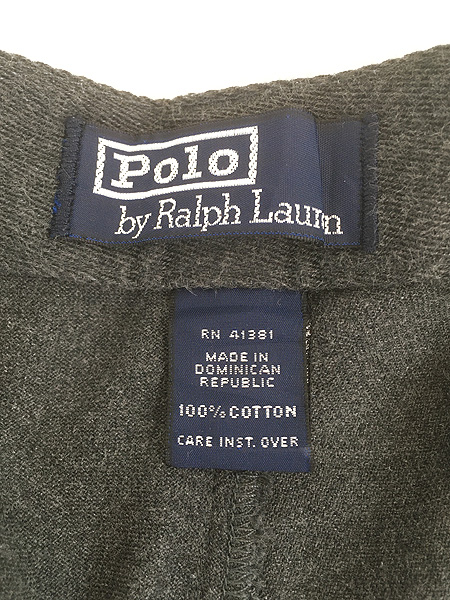 Polo
by Ralph Lauren
RN 41381
MADE IN
DOMINICAN
REPUBLIC
100% COTTON
CARE INST. OVER